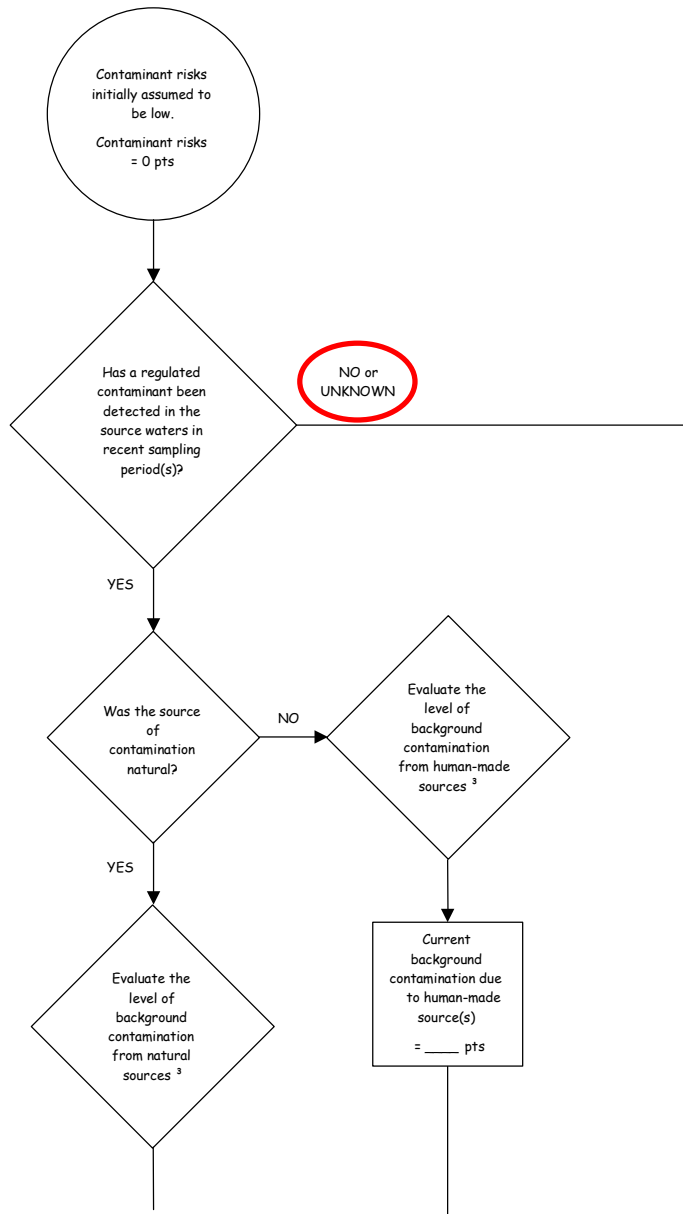 Contaminant risks
initially assumed to
be low.
Contaminant risks
= 0 pts
Has a regulated
contaminant been
detected in the
source waters in
recent sampling
period(s)?
NO or
UNKNOWN
YES
Was the source
of
contamination
natural?
NO
Evaluate the
level of
background
contamination
from human-made
sources ³
YES
Evaluate the
level of
background
contamination
from natural
sources ³
Current
background
contamination due
to human-made
source(s)
= ____ pts